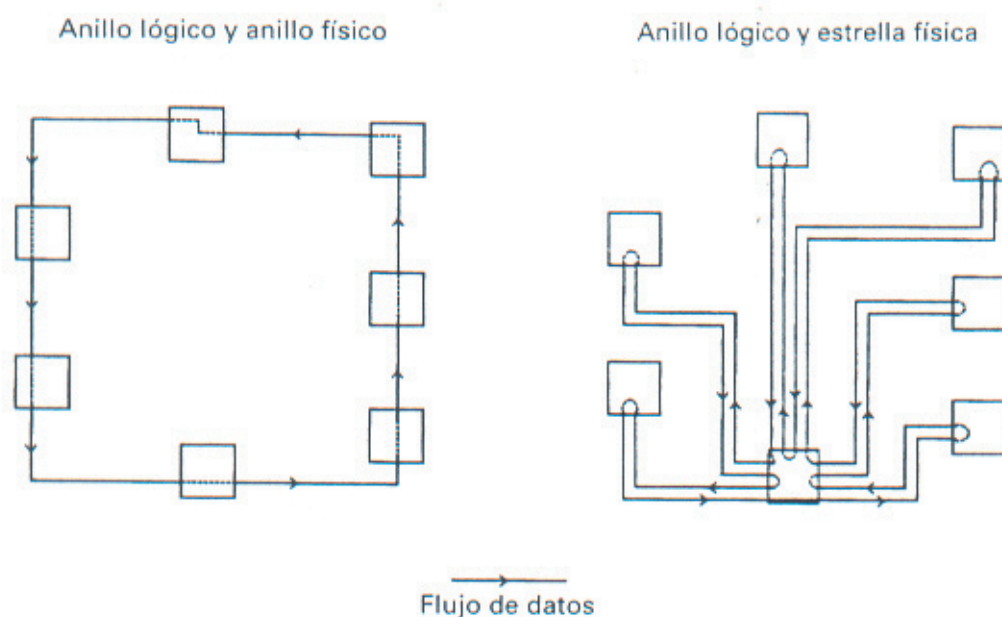 Anillo lógico y anillo físico
Anillo lógico y estrella física
Flujo de datos